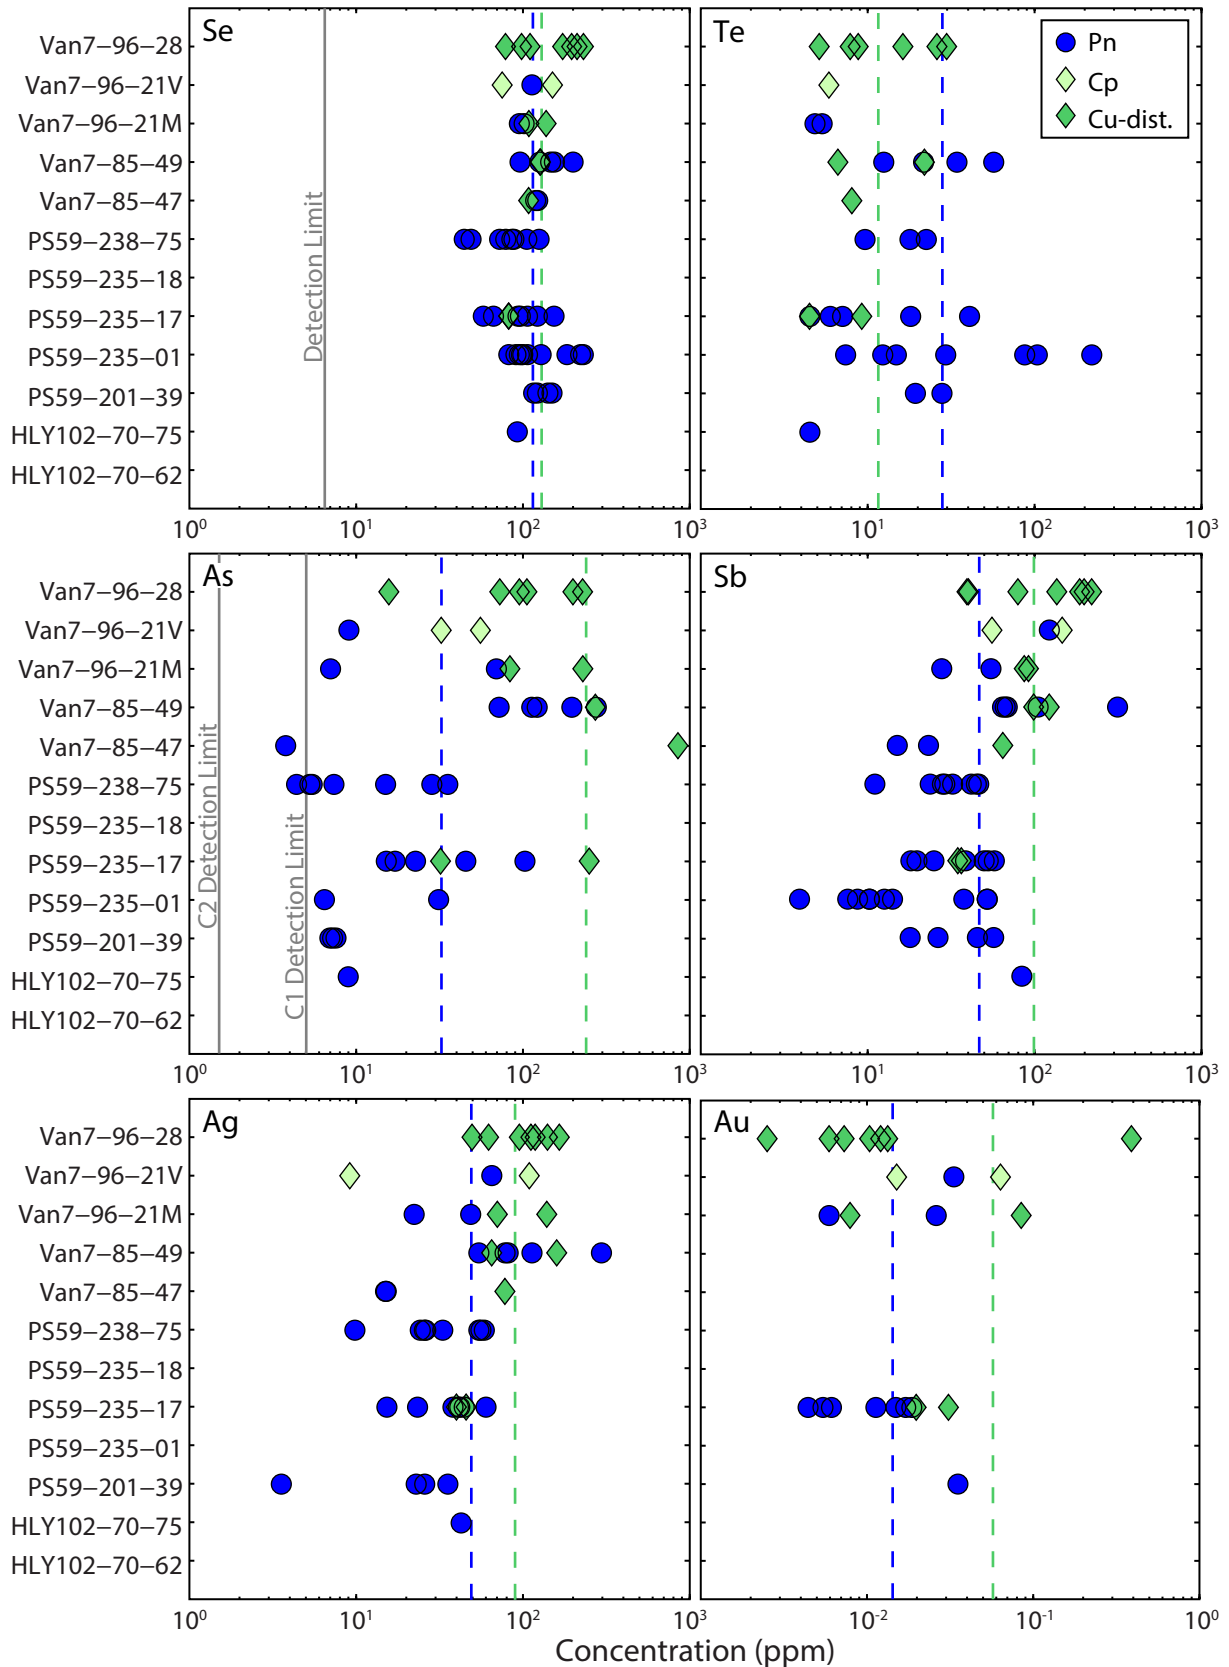 Se
Te
Pn
Cp
Cu-dist.
Van7–96–28
Van7–96–21V
Van7–96–21M
Van7–85–49
Van7–85–47
PS59–238–75
PS59–235–18
PS59–235–17
PS59–235–01
PS59–201–39
HLY102–70–75
HLY102–70–62
Detection Limit
10⁰ 10¹ 10² 10³ 10¹ 10² 10³
As
Sb
Van7–96–28
Van7–96–21V
Van7–96–21M
Van7–85–49
Van7–85–47
PS59–238–75
PS59–235–18
PS59–235–17
PS59–235–01
PS59–201–39
HLY102–70–75
HLY102–70–62
C2 Detection Limit
C1 Detection Limit
10⁰ 10¹ 10² 10³ 10¹ 10² 10³
Ag
Au
Van7–96–28
Van7–96–21V
Van7–96–21M
Van7–85–49
Van7–85–47
PS59–238–75
PS59–235–18
PS59–235–17
PS59–235–01
PS59–201–39
HLY102–70–75
HLY102–70–62
10⁰ 10¹ 10² 10³ 10⁻² 10⁻¹ 10⁰
Concentration (ppm)